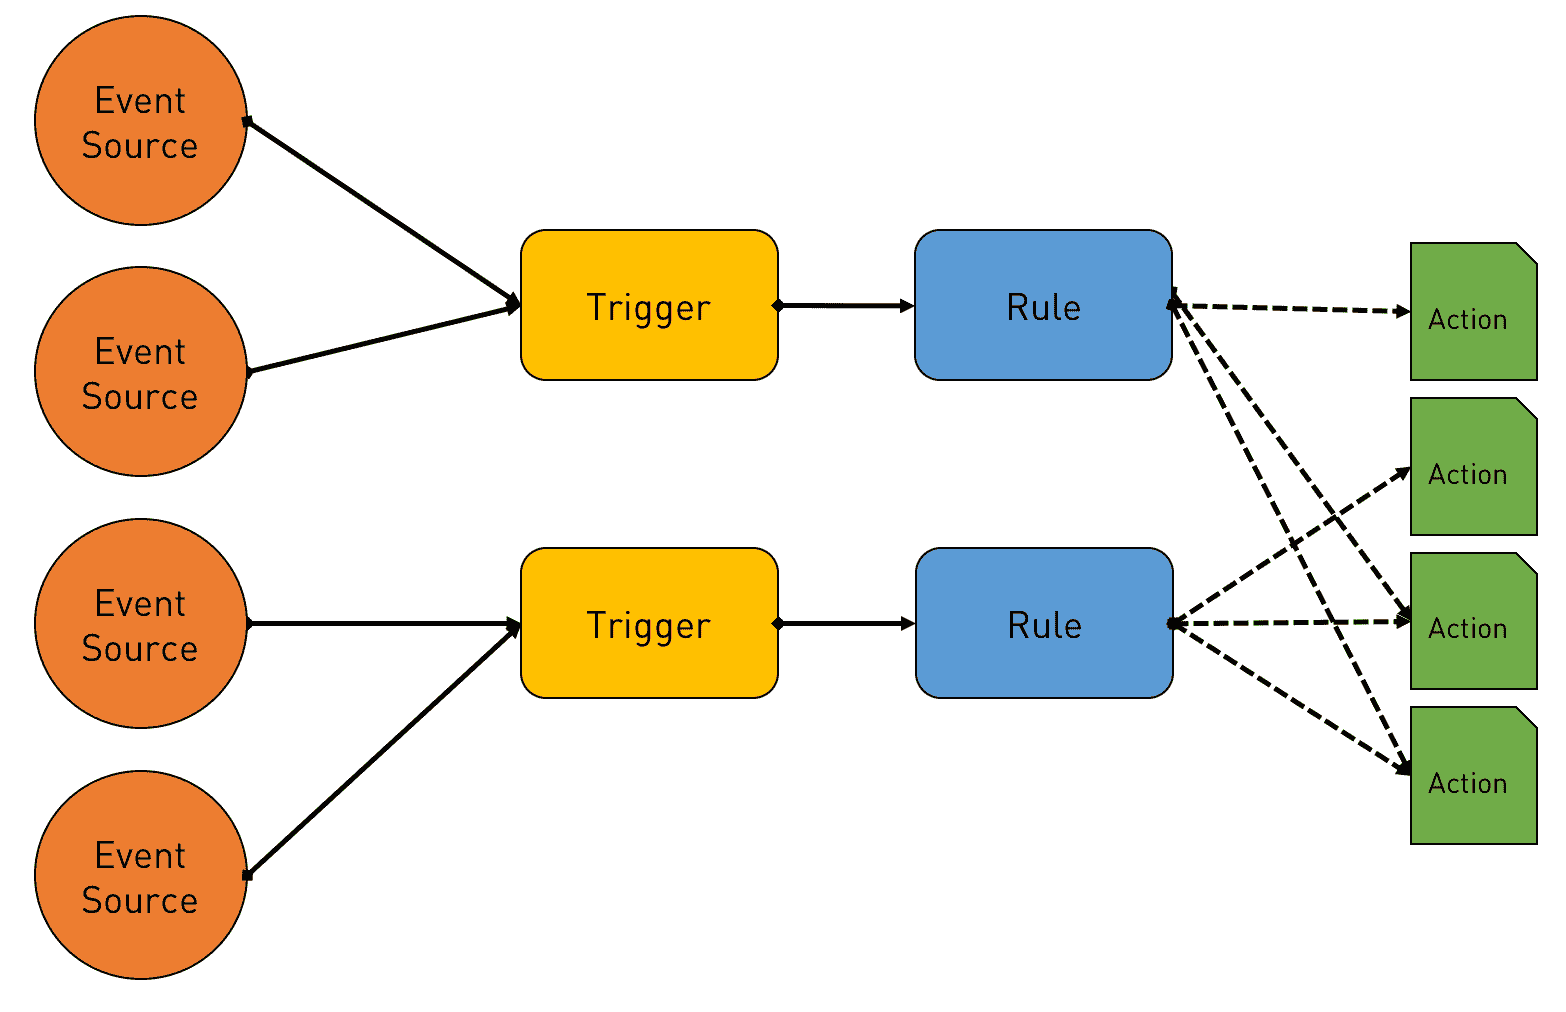 Event
Source
Event
Source
Trigger
Rule
Action
Action
Event
Source
Trigger
Rule
Action
Action
Event
Source